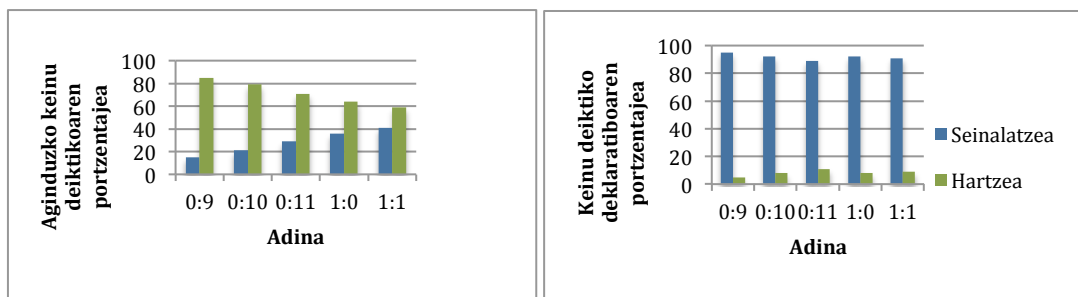 Aginduzko keinu
deiktikoaren
portzentajea
100
80
60
40
20
0
0:9 0:10 0:11 1:0 1:1
Adina
Keinu deiktiko
deklaratiboaren
portzentajea
100
80
60
40
20
0
0:9 0:10 0:11 1:0 1:1
Adina
Seinalatzea
Hartzea